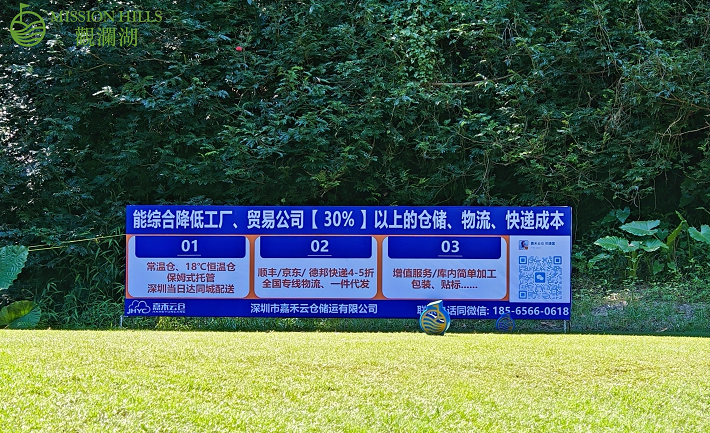 MISSION HILLS
觀瀾湖
能综合降低工厂、贸易公司【 30% 】以上的仓储、物流、快递成本
01
常温仓、18℃恒温仓
保姆式托管
深圳当日达同城配送
02
顺丰/京东/ 德邦快递4-5折
全国专线物流、一件代发
03
增值服务/库内简单加工
包装、贴标......
JHYC
嘉禾云仓
深圳市嘉禾云仓储运有限公司
话同微信: 185-6566-0618